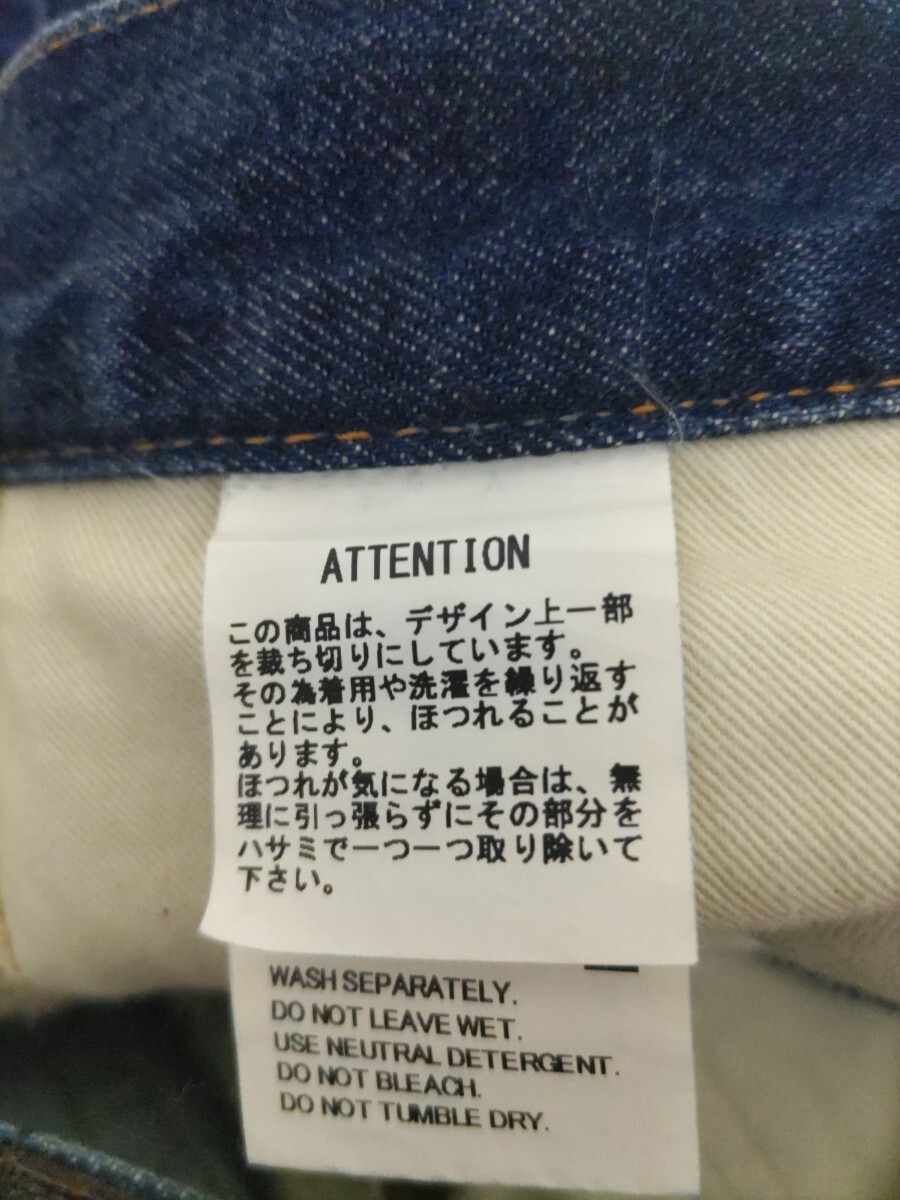 ATTENTION
この商品は、デザイン上一部
を裁ち切りにしています。
その為着用や洗濯を繰り返す
ことにより、ほつれることが
あります。
ほつれが気になる場合は、無
理に引っ張らずにその部分を
ハサミで一つ一つ取り除いて
下さい。
WASH SEPARATELY.
DO NOT LEAVE WET.
USE NEUTRAL DETERGENT.
DO NOT BLEACH.
DO NOT TUMBLE DRY.